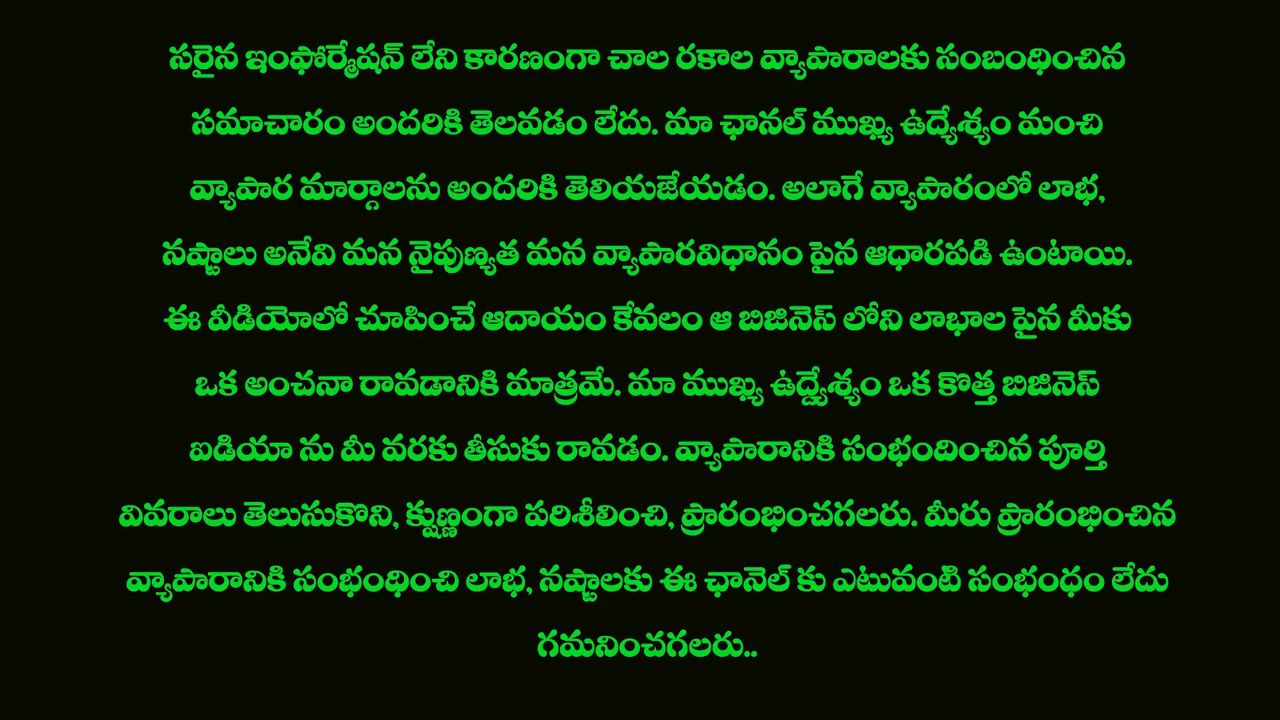 సరైన ఇంఫోర్మేషన్ లేని కారణంగా చాల రకాల వ్యాపారాలకు సంబంధించిన
సమాచారం అందరికి తెలవడం లేదు. మా ఛానల్ ముఖ్య ఉద్యేశ్యం మంచి
వ్యాపార మార్గాలను అందరికి తెలియజేయడం. అలాగే వ్యాపారంలో లాభ,
నష్టాలు అనేవి మన నైపుణ్యత మన వ్యాపారవిధానం పైన ఆధారపడి ఉంటాయి.
ఈ వీడియోలో చూపించే ఆదాయం కేవలం ఆ బిజినెస్ లోని లాభాల పైన మీకు
ఒక అంచనా రావడానికి మాత్రమే. మా ముఖ్య ఉద్ద్యేశ్యం ఒక కొత్త బిజినెస్
ఐడియా ను మీ వరకు తీసుకు రావడం. వ్యాపారానికి సంభందించిన పూర్తి
వివరాలు తెలుసుకొని, క్షుణ్ణంగా పరిశీలించి, ప్రారంభించగలరు. మీరు ప్రారంభించిన
వ్యాపారానికి సంభంధించి లాభ, నష్టాలకు ఈ ఛానెల్ కు ఎటువంటి సంభంధం లేదు
గమనించగలరు..